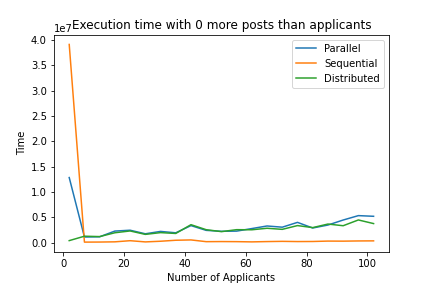 Execution time with 0 more posts than applicants
1e7
4.0
3.5
3.0
2.5
2.0
1.5
1.0
0.5
0.0
Time
Parallel
Sequential
Distributed
0 20 40 60 80 100
Number of Applicants